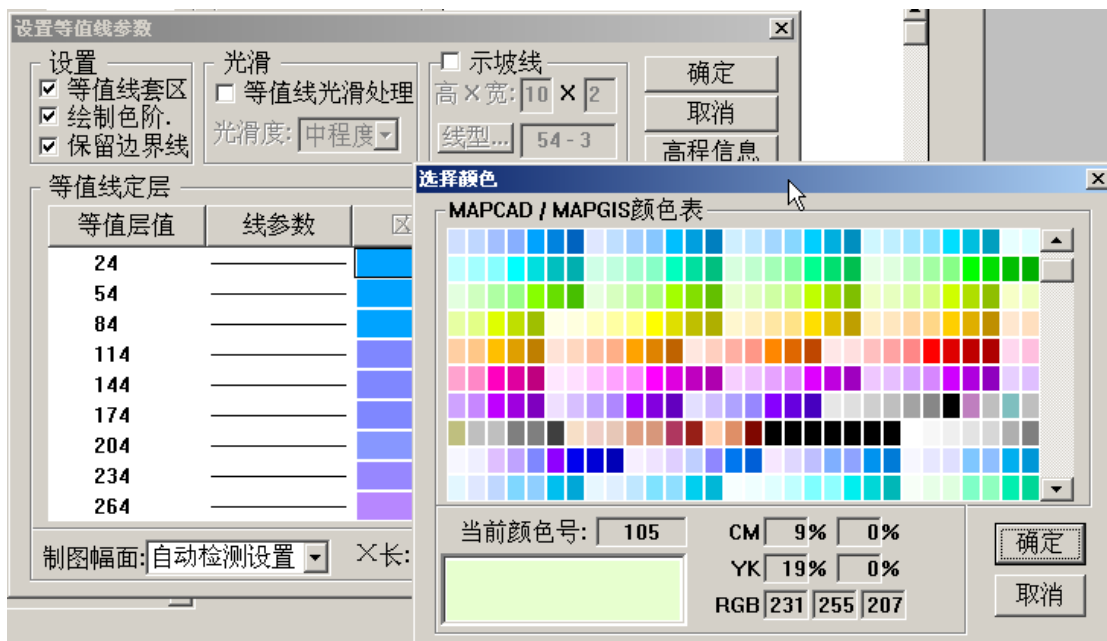 设置等值线参数
设置
等值线套区
绘制色阶.
保留边界线
光滑
等值线光滑处理
光滑度: 中程度
示坡线
高×宽: 10 X 2
线型... 54 - 3
确定
取消
高程信息
等值线定层
等值层值 线参数 区
24
54
84
114
144
174
204
234
264
制图幅面: 自动检测设置 X长:
选择颜色
MAPCAD / MAPGIS颜色表
当前颜色号: 105
CM 9% 0%
YK 19% 0%
RGB 231 255 207
确定
取消